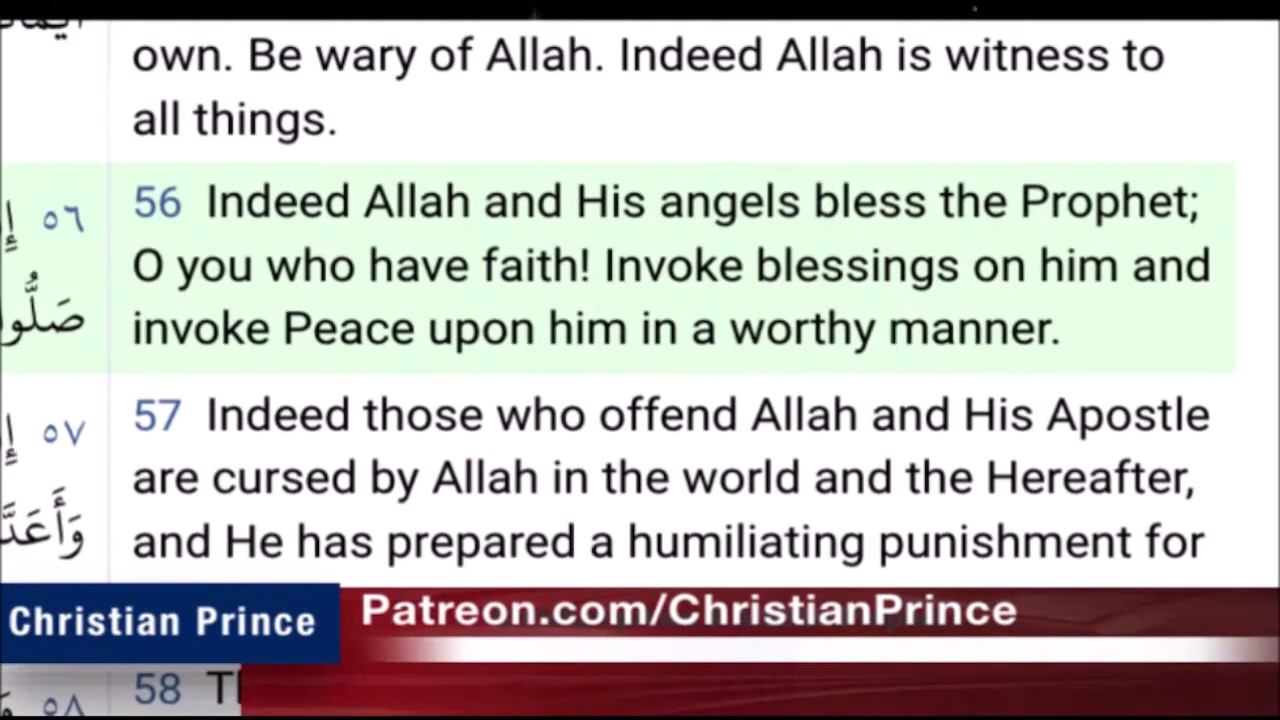 own. Be wary of Allah. Indeed Allah is witness to
all things.
٥٦
56 Indeed Allah and His angels bless the Prophet;
O you who have faith! Invoke blessings on him and
صَلُّوا
invoke Peace upon him in a worthy manner.
٥٧
57 Indeed those who offend Allah and His Apostle
are cursed by Allah in the world and the Hereafter,
وَأَعَدَّ
and He has prepared a humiliating punishment for
Christian Prince
Patreon.com/ChristianPrince
٥٨
58